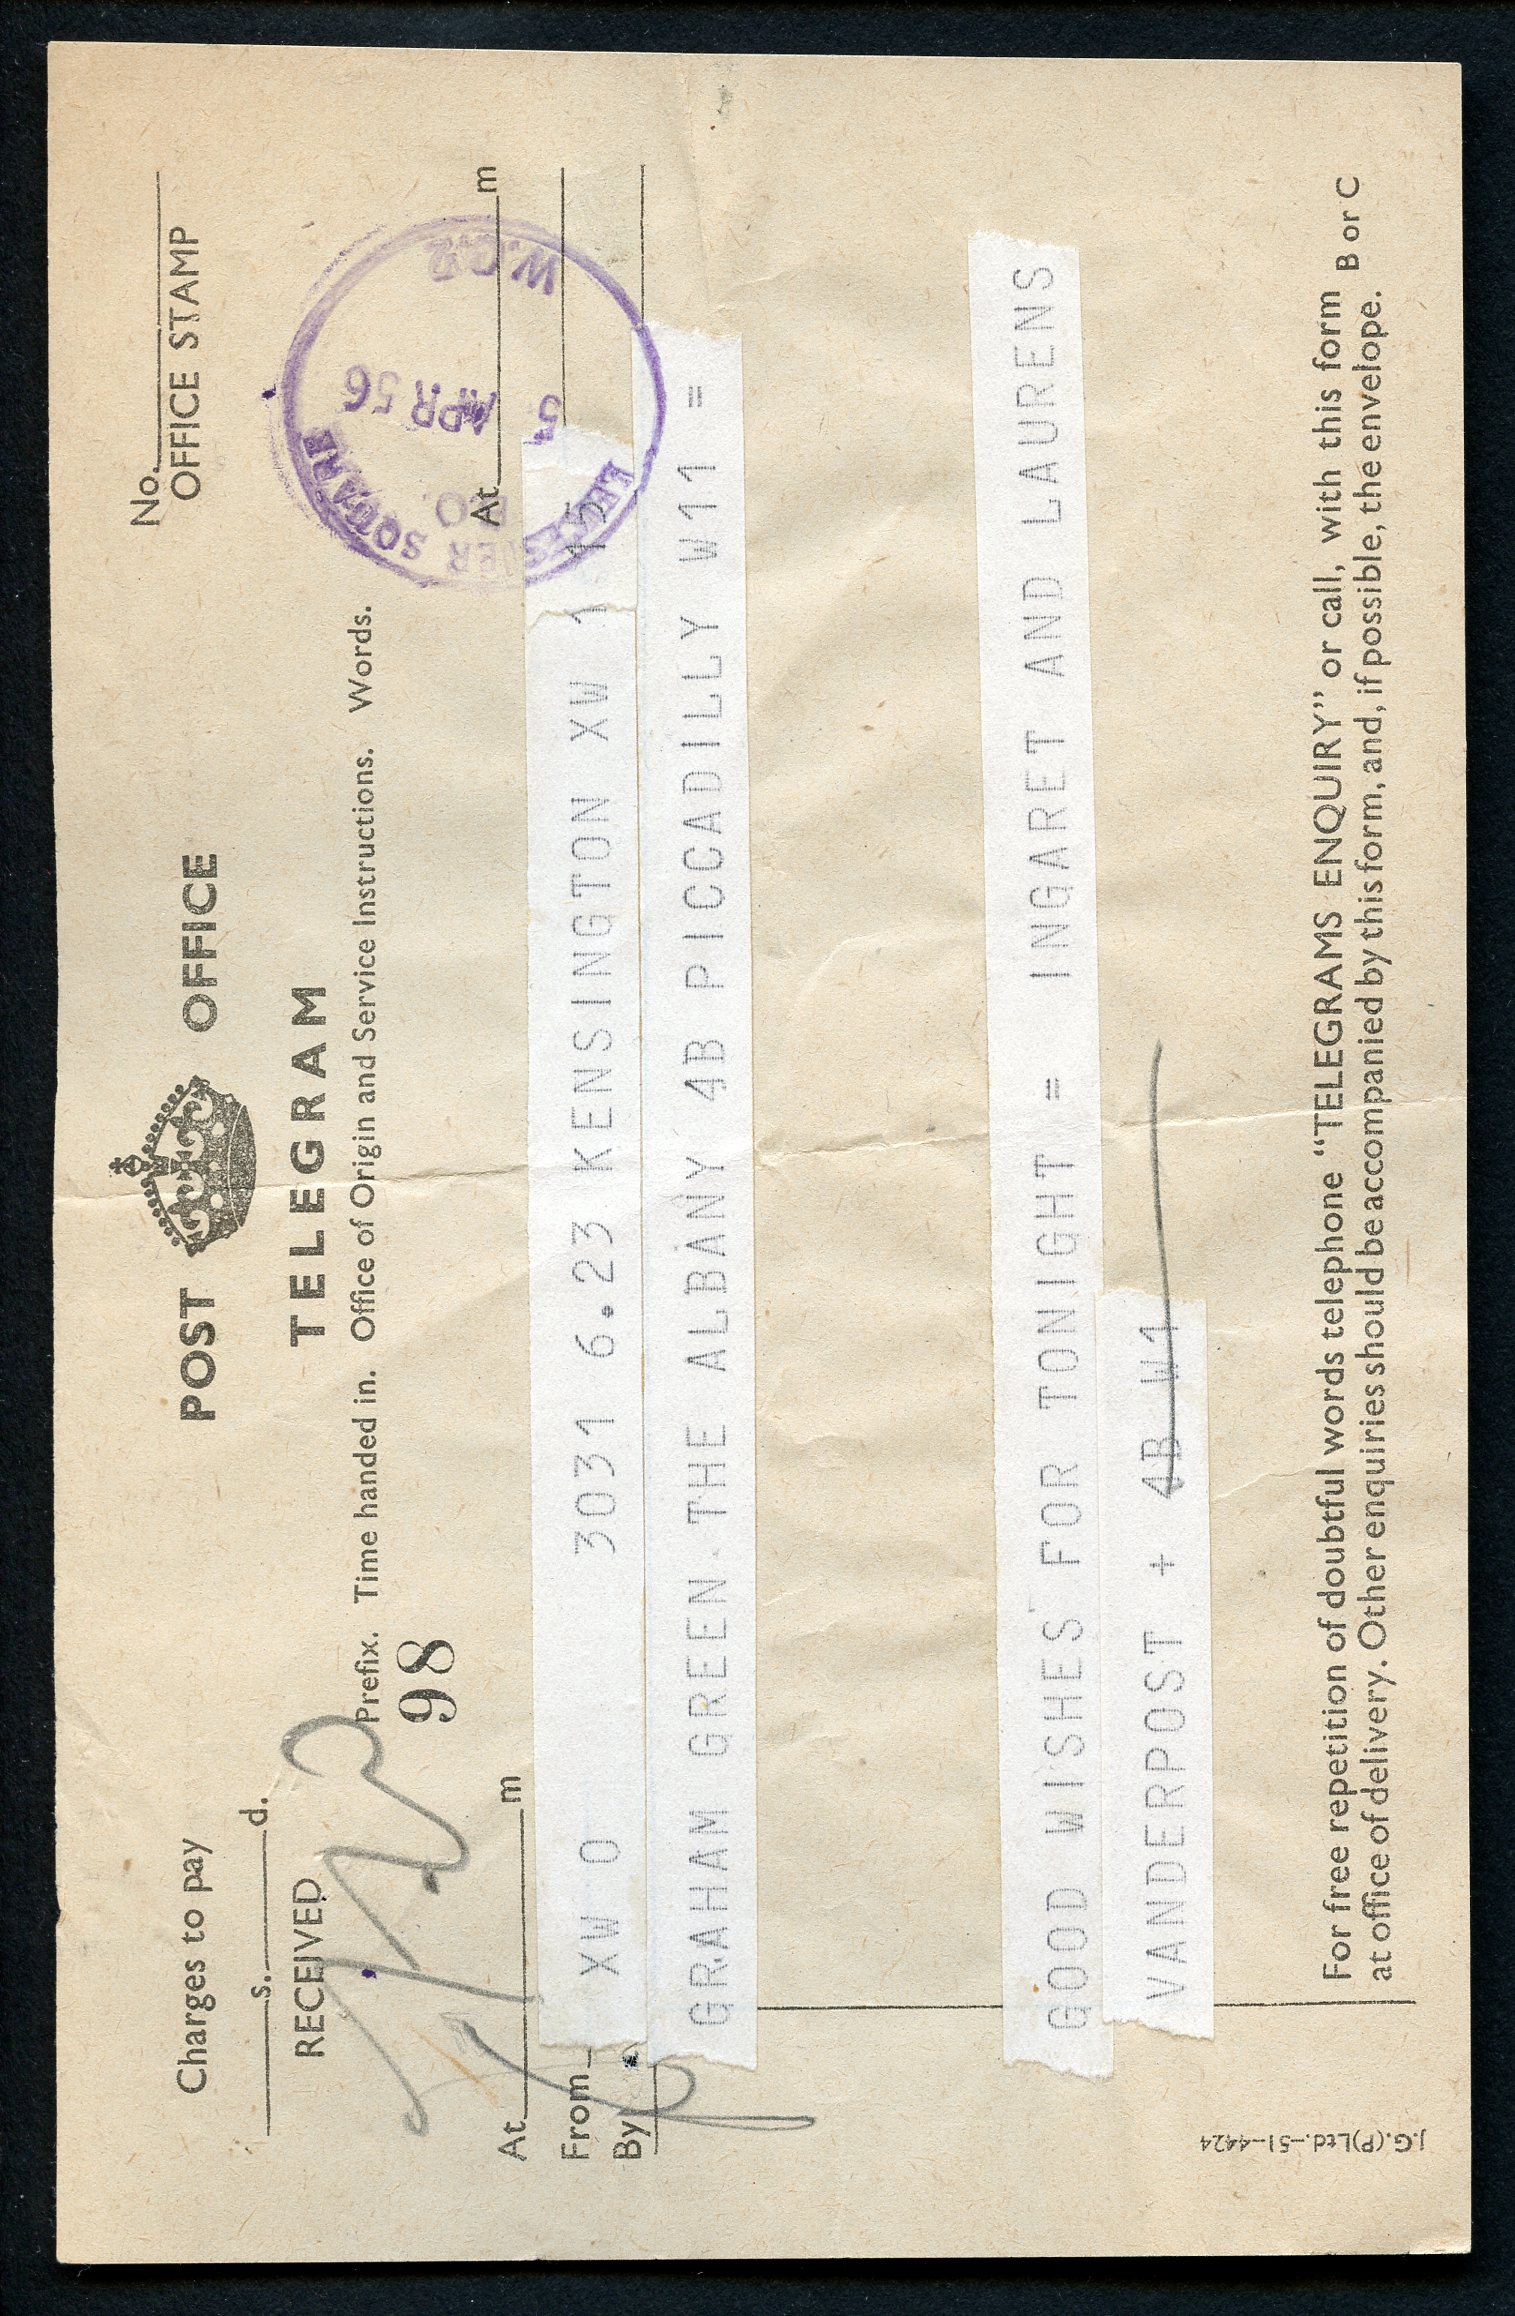 Charges to pay
s. d.
RECEIVED
POST OFFICE
TELEGRAM
Prefix. Time handed in. Office of Origin and Service Instructions. Words.
98
No.
OFFICE STAMP
LEICESTER SQUARE
B.O.
5 APR 56
W.C.2
At m
At m
From
By
XW O 3031 6.23 KENSINGTON XW 1 15
GRAHAM GREEN THE ALBANY 4B PICCADILLY W11 =
GOOD WISHES FOR TONIGHT = INGARET AND LAURENS
VANDERPOST + 4B W1
J.G.(P)Ltd.—51-4424
For free repetition of doubtful words telephone “TELEGRAMS ENQUIRY” or call, with this form
at office of delivery. Other enquiries should be accompanied by this form, and, if possible, the envelope.
B or C